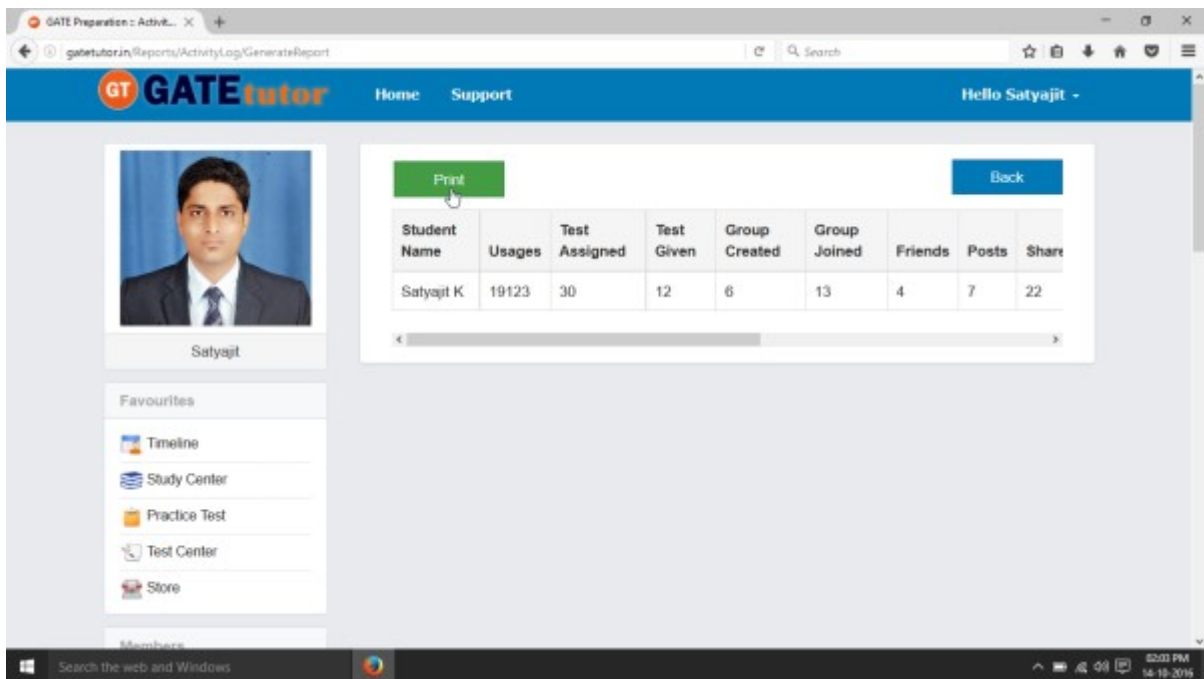 GATE Preparation :: Activit...
gatetutor.in/Reports/ActivityLog/GenerateReport
Search
GT GATEtutor
Home
Support
Hello Satyajit
Print
Back
Student Name
Usages
Test Assigned
Test Given
Group Created
Group Joined
Friends
Posts
Share
Satyajit K
19123
30
12
6
13
4
7
22
Satyajit
Favourites
Timeline
Study Center
Practice Test
Test Center
Store
Members
Search the web and Windows
02:03 PM
14-10-2016